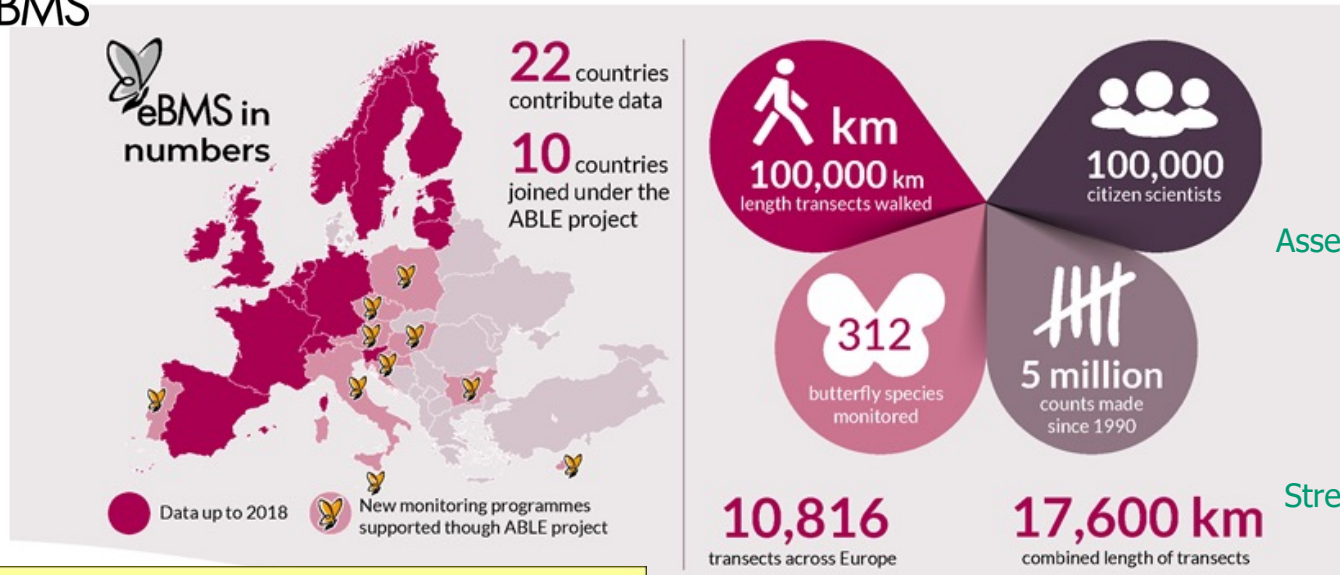 BMS
eBMS in
numbers
22 countries
contribute data
10 countries
joined under the
ABLE project
Data up to 2018
New monitoring programmes
supported though ABLE project
km
100,000 km
length transects walked
100,000
citizen scientists
312
butterfly species
monitored
5 million
counts made
since 1990
10,816
transects across Europe
17,600 km
combined length of transects
Asse
Stre